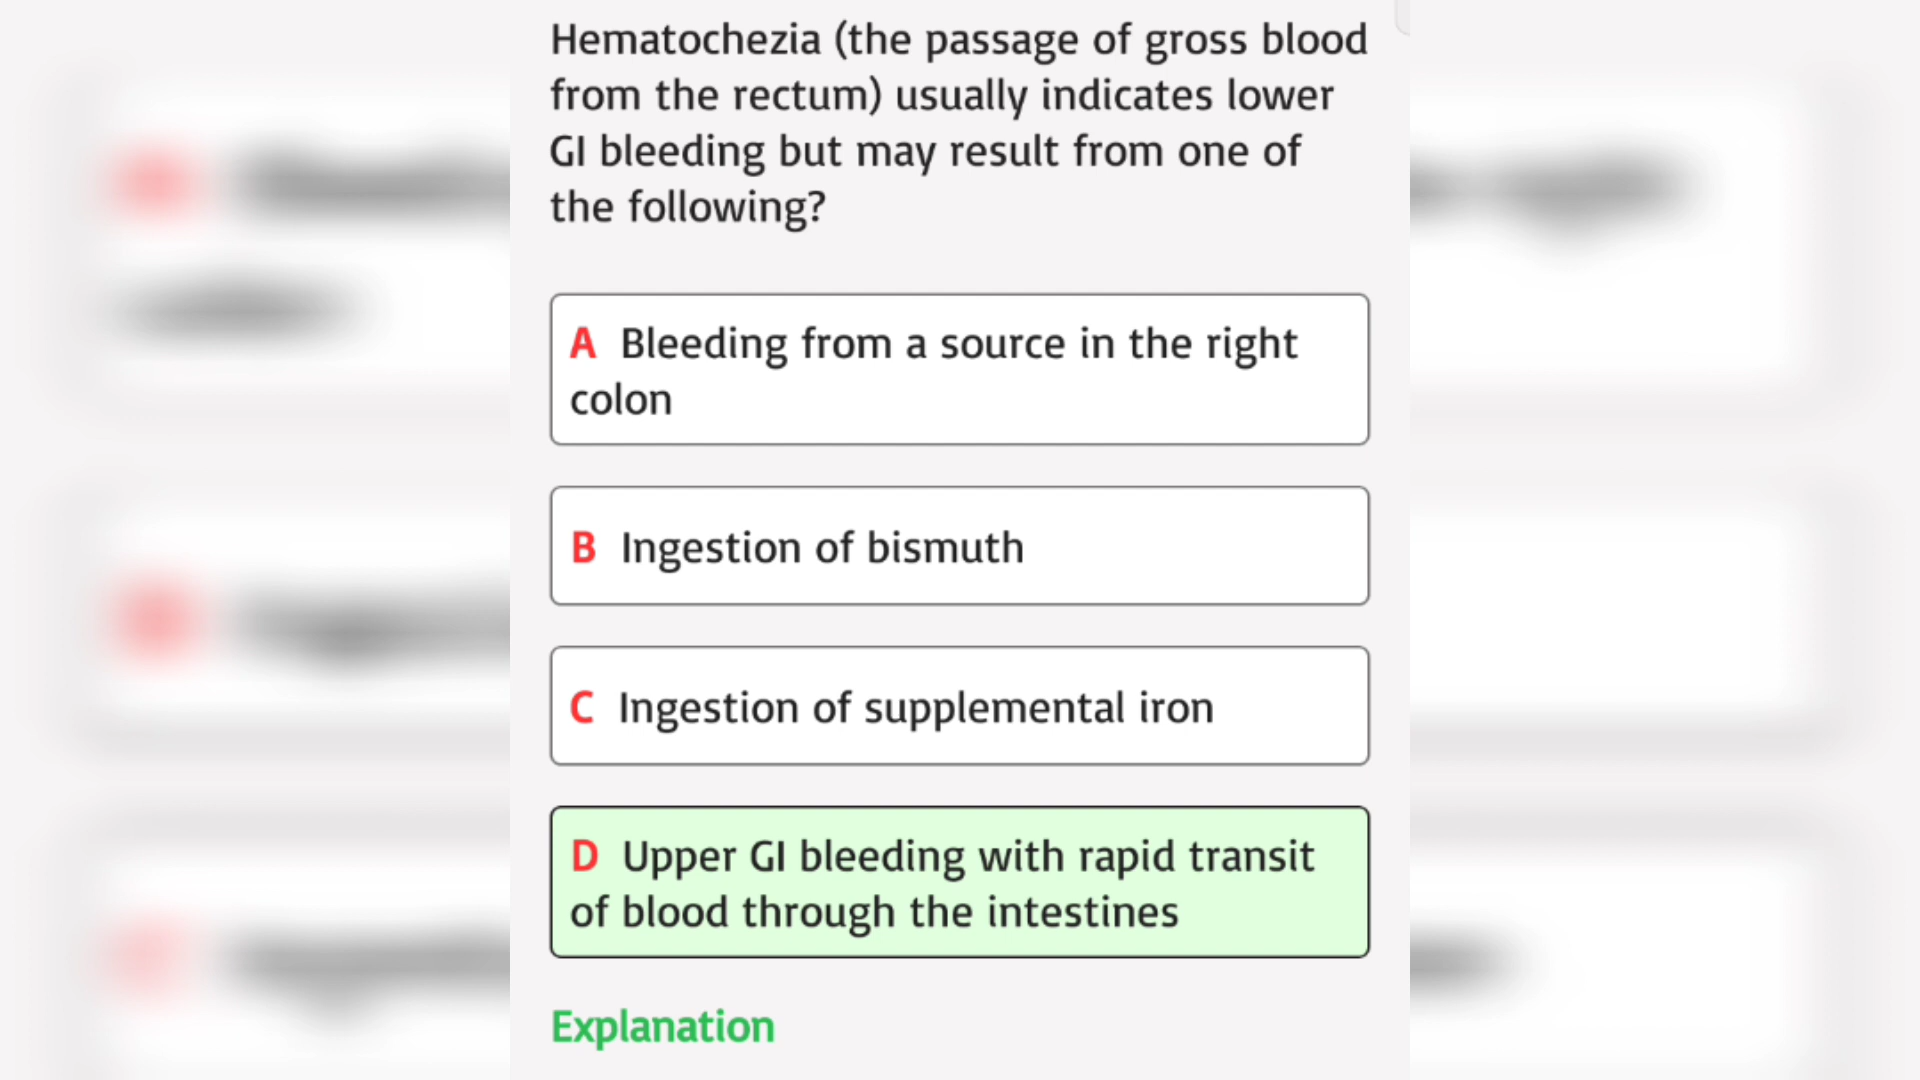 Hematochezia (the passage of gross blood
from the rectum) usually indicates lower
GI bleeding but may result from one of
the following?
A Bleeding from a source in the right
colon
B Ingestion of bismuth
C Ingestion of supplemental iron
D Upper GI bleeding with rapid transit
of blood through the intestines
Explanation